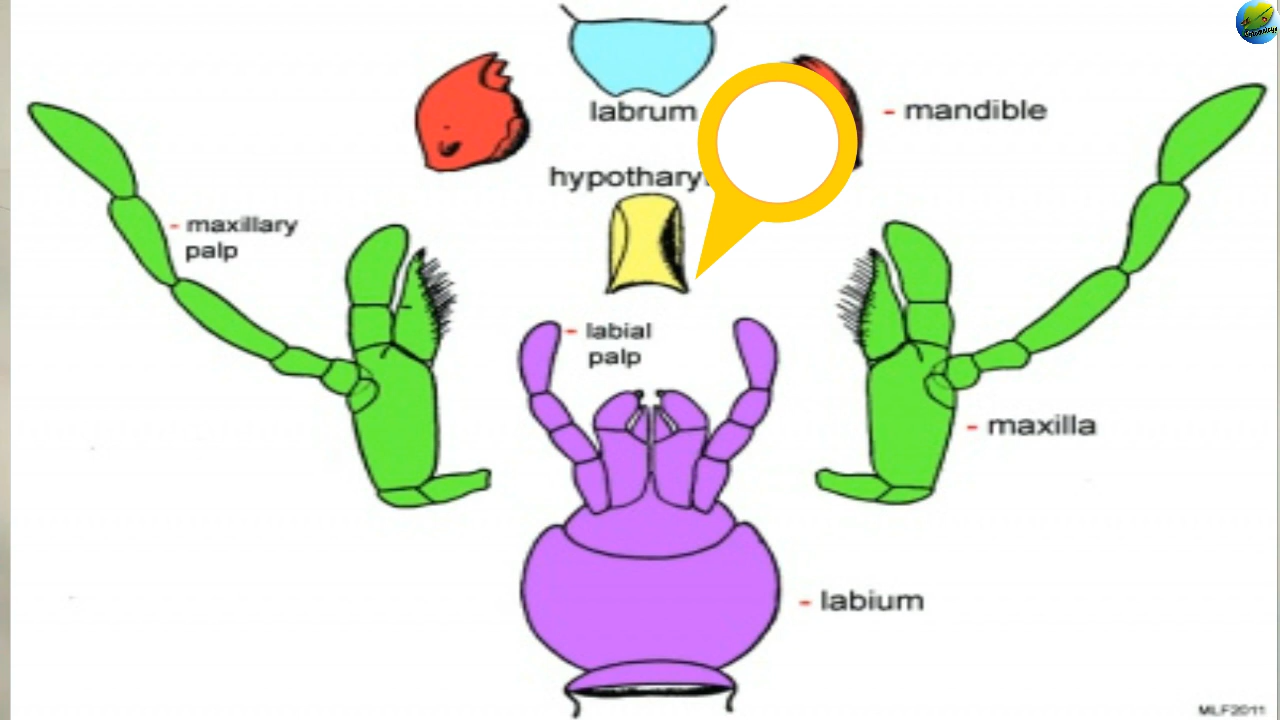 labrum
- mandible
hypothary
- maxillary
palp
- labial
palp
- maxilla
- labium
MLF2011